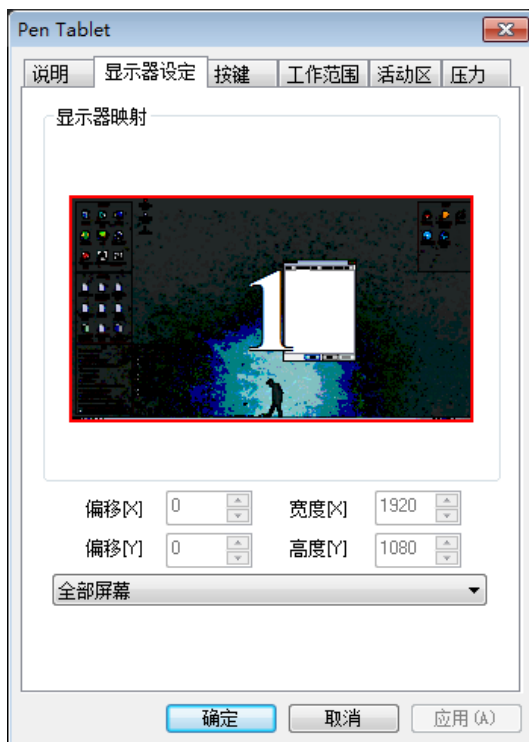 Pen Tablet
说明 显示器设定 按键 工作范围 活动区 压力
显示器映射
1
偏移[X] 0 宽度[X] 1920
偏移[Y] 0 高度[Y] 1080
全部屏幕
确定 取消 应用(A)